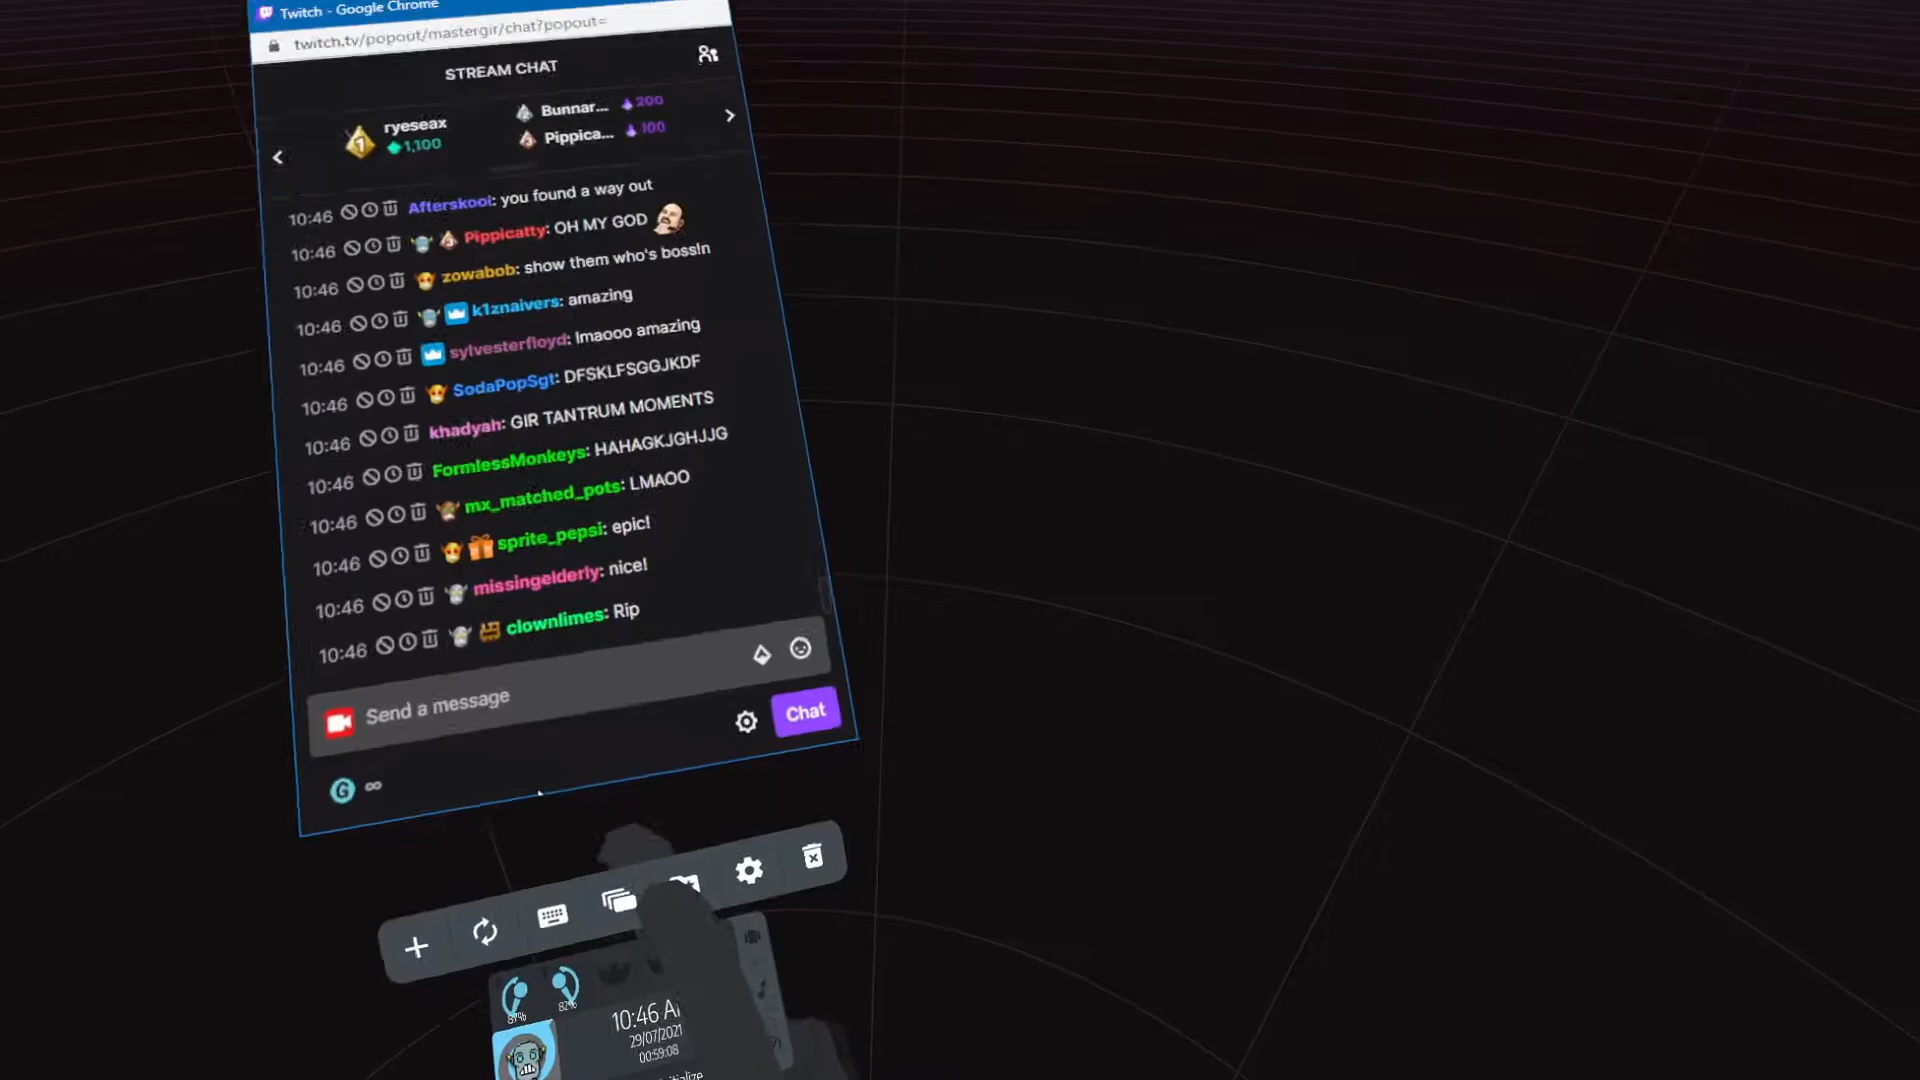 Twitch - Google Chrome
twitch.tv/popout/mastergir/chat?popout=
STREAM CHAT
1 ryeseax 1,100
Bunnar... 200
Pippica... 100
10:46 Afterskool: you found a way out
10:46 Pippicatty: OH MY GOD
10:46 zowabob: show them who's boss!n
10:46 k1znaivers: amazing
10:46 sylvesterfloyd: lmaooo amazing
10:46 SodaPopSgt: DFSKLFSGGJKDF
10:46 khadyah: GIR TANTRUM MOMENTS
10:46 FormlessMonkeys: HAHAGKJGHJJG
10:46 mx_matched_pots: LMAOO
10:46 sprite_pepsi: epic!
10:46 missingelderly: nice!
10:46 clownlimes: Rip
Send a message
Chat
G ∞
87% 82%
10:46 A
29/07/2021
00:59:08